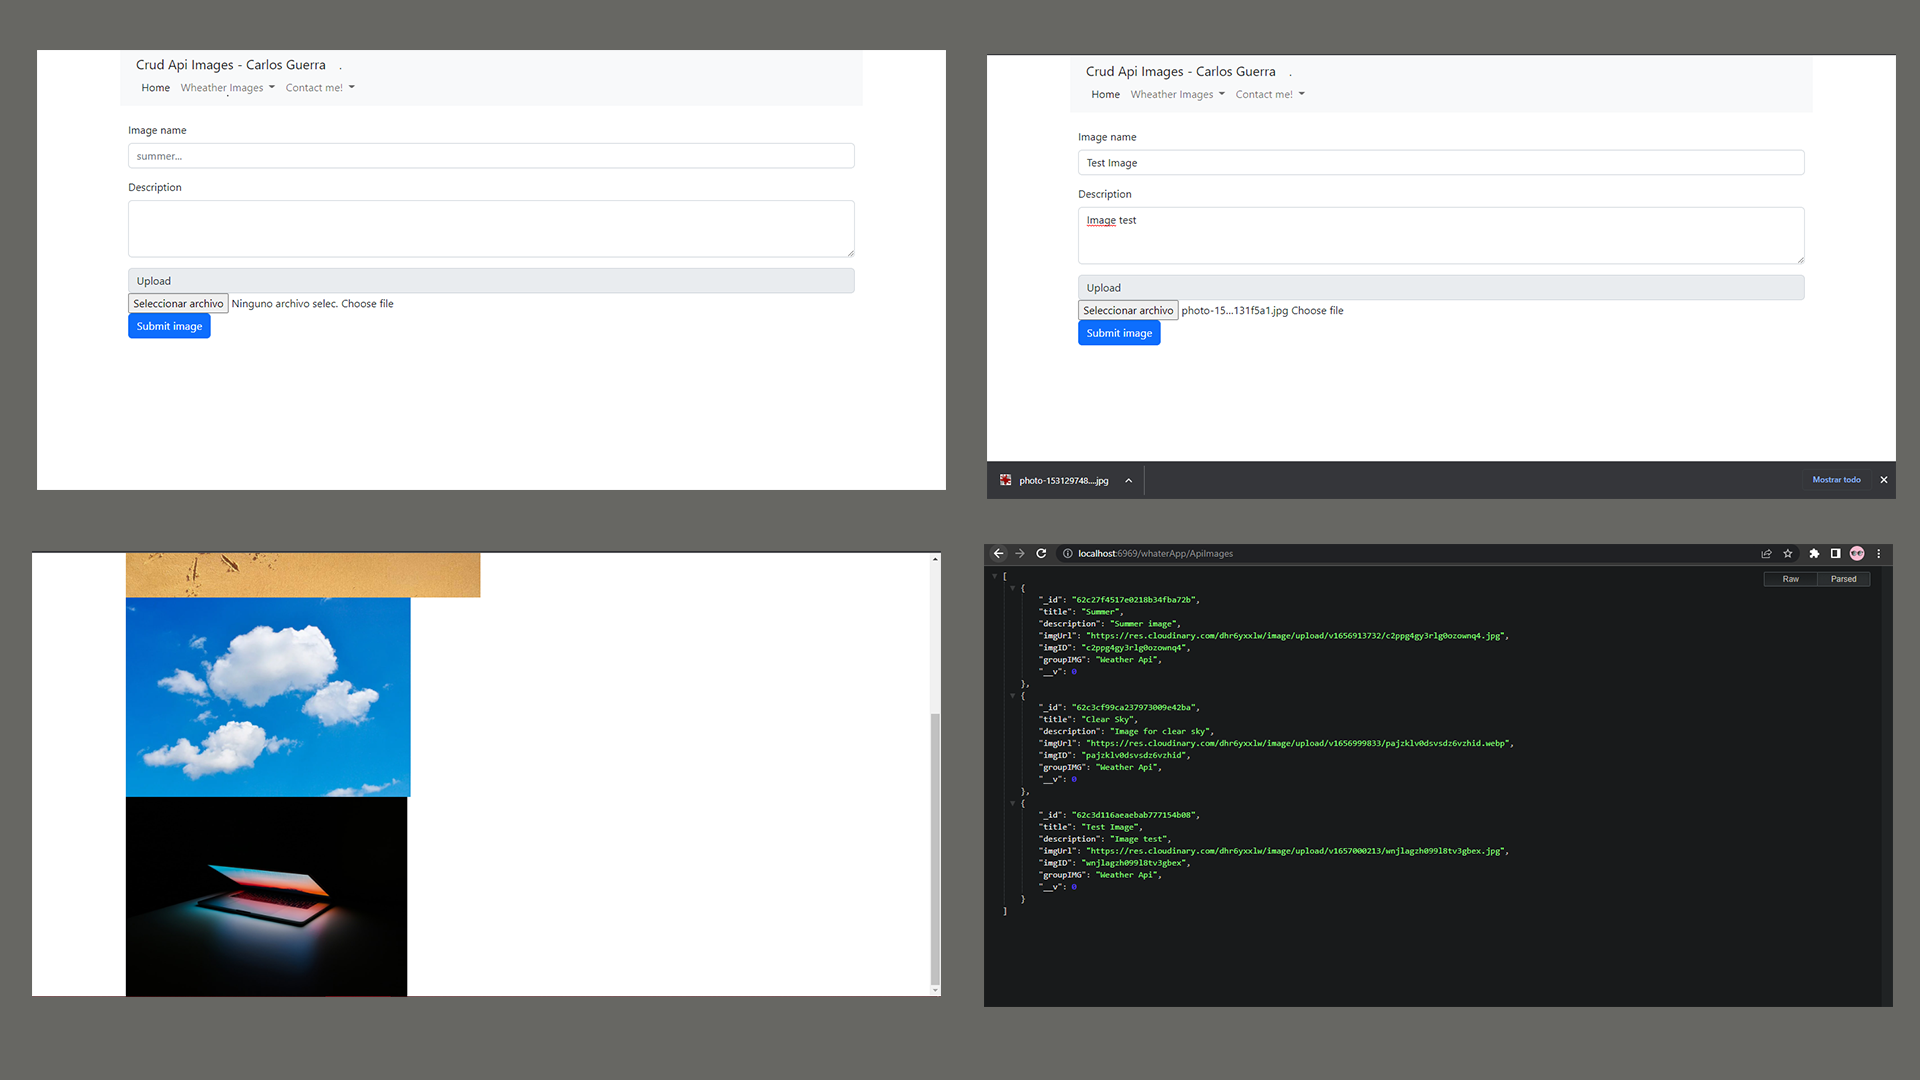 Crud Api Images - Carlos Guerra .
Home Wheather Images Contact me!
Image name
summer...
Description
Upload
Seleccionar archivo Ninguno archivo selec. Choose file
Submit image
Crud Api Images - Carlos Guerra .
Home Wheather Images Contact me!
Image name
Test Image
Description
Image test
Upload
Seleccionar archivo photo-15...131f5a1.jpg Choose file
Submit image
photo-153129748....jpg
Mostrar todo
localhost:6969/whaterApp/ApiImages
Raw Parsed
[
{
"_id": "62c27f4517e0218b34fba72b",
"title": "Summer",
"description": "Summer image",
"imgUrl": "https://res.cloudinary.com/dhr6yxxlw/image/upload/v1656913732/c2ppg4gy3rlg0ozownq4.jpg",
"imgID": "c2ppg4gy3rlg0ozownq4",
"groupIMG": "Weather Api",
"__v": 0
},
{
"_id": "62c3cf99ca237973009e42ba",
"title": "Clear Sky",
"description": "Image for clear sky",
"imgUrl": "https://res.cloudinary.com/dhr6yxxlw/image/upload/v1656999833/pajzklv0dsvsdz6vzhid.webp",
"imgID": "pajzklv0dsvsdz6vzhid",
"groupIMG": "Weather Api",
"__v": 0
},
{
"_id": "62c3d116aeaebab777154b08",
"title": "Test Image",
"description": "Image test",
"imgUrl": "https://res.cloudinary.com/dhr6yxxlw/image/upload/v1657000213/wnjlagzh099l8tv3gbex.jpg",
"imgID": "wnjlagzh099l8tv3gbex",
"groupIMG": "Weather Api",
"__v": 0
}
]